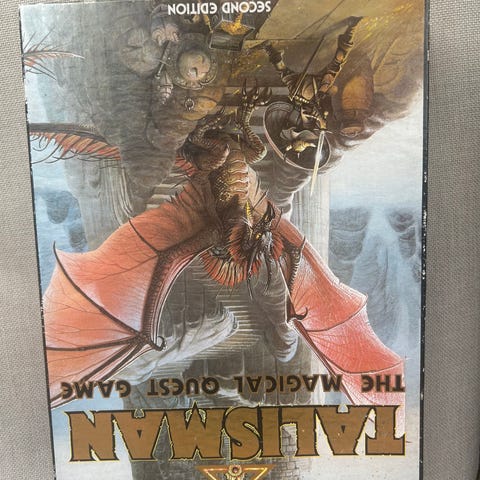 TALISMAN
THE MAGICAL QUEST GAME
SECOND EDITION